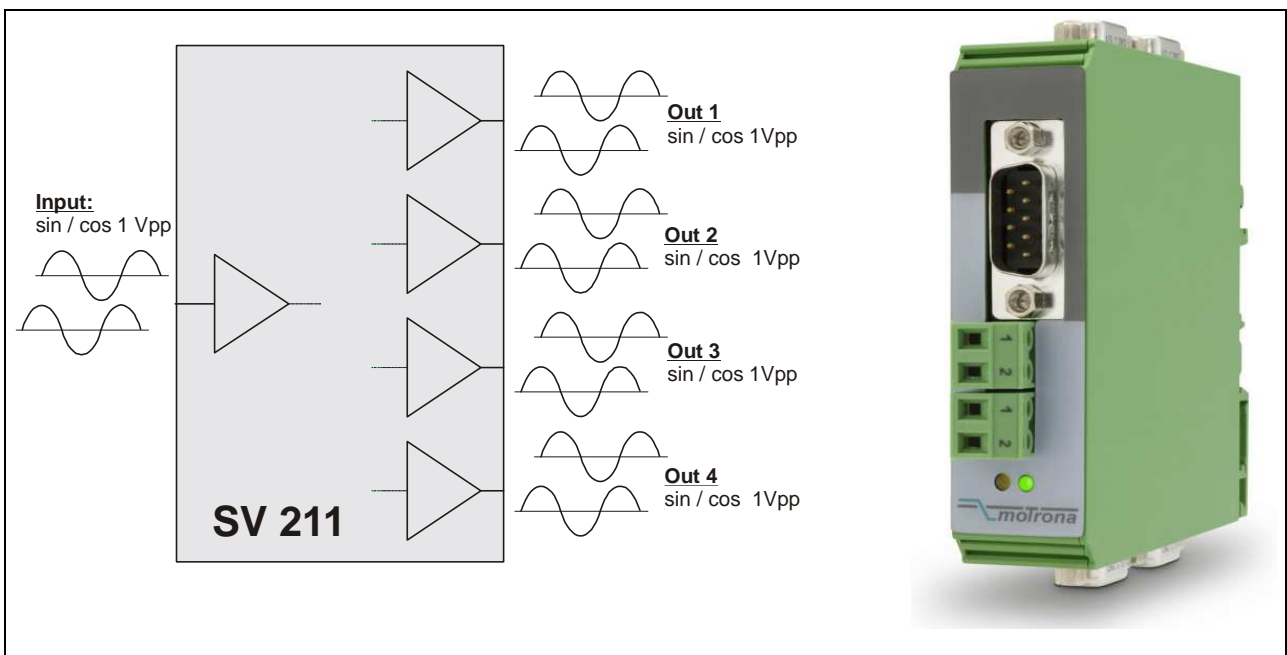 Input:
sin / cos 1 Vpp
Out 1
sin / cos 1Vpp
Out 2
sin / cos 1Vpp
Out 3
sin / cos 1Vpp
Out 4
sin / cos 1Vpp
SV 211
1
2
1
2
motrona